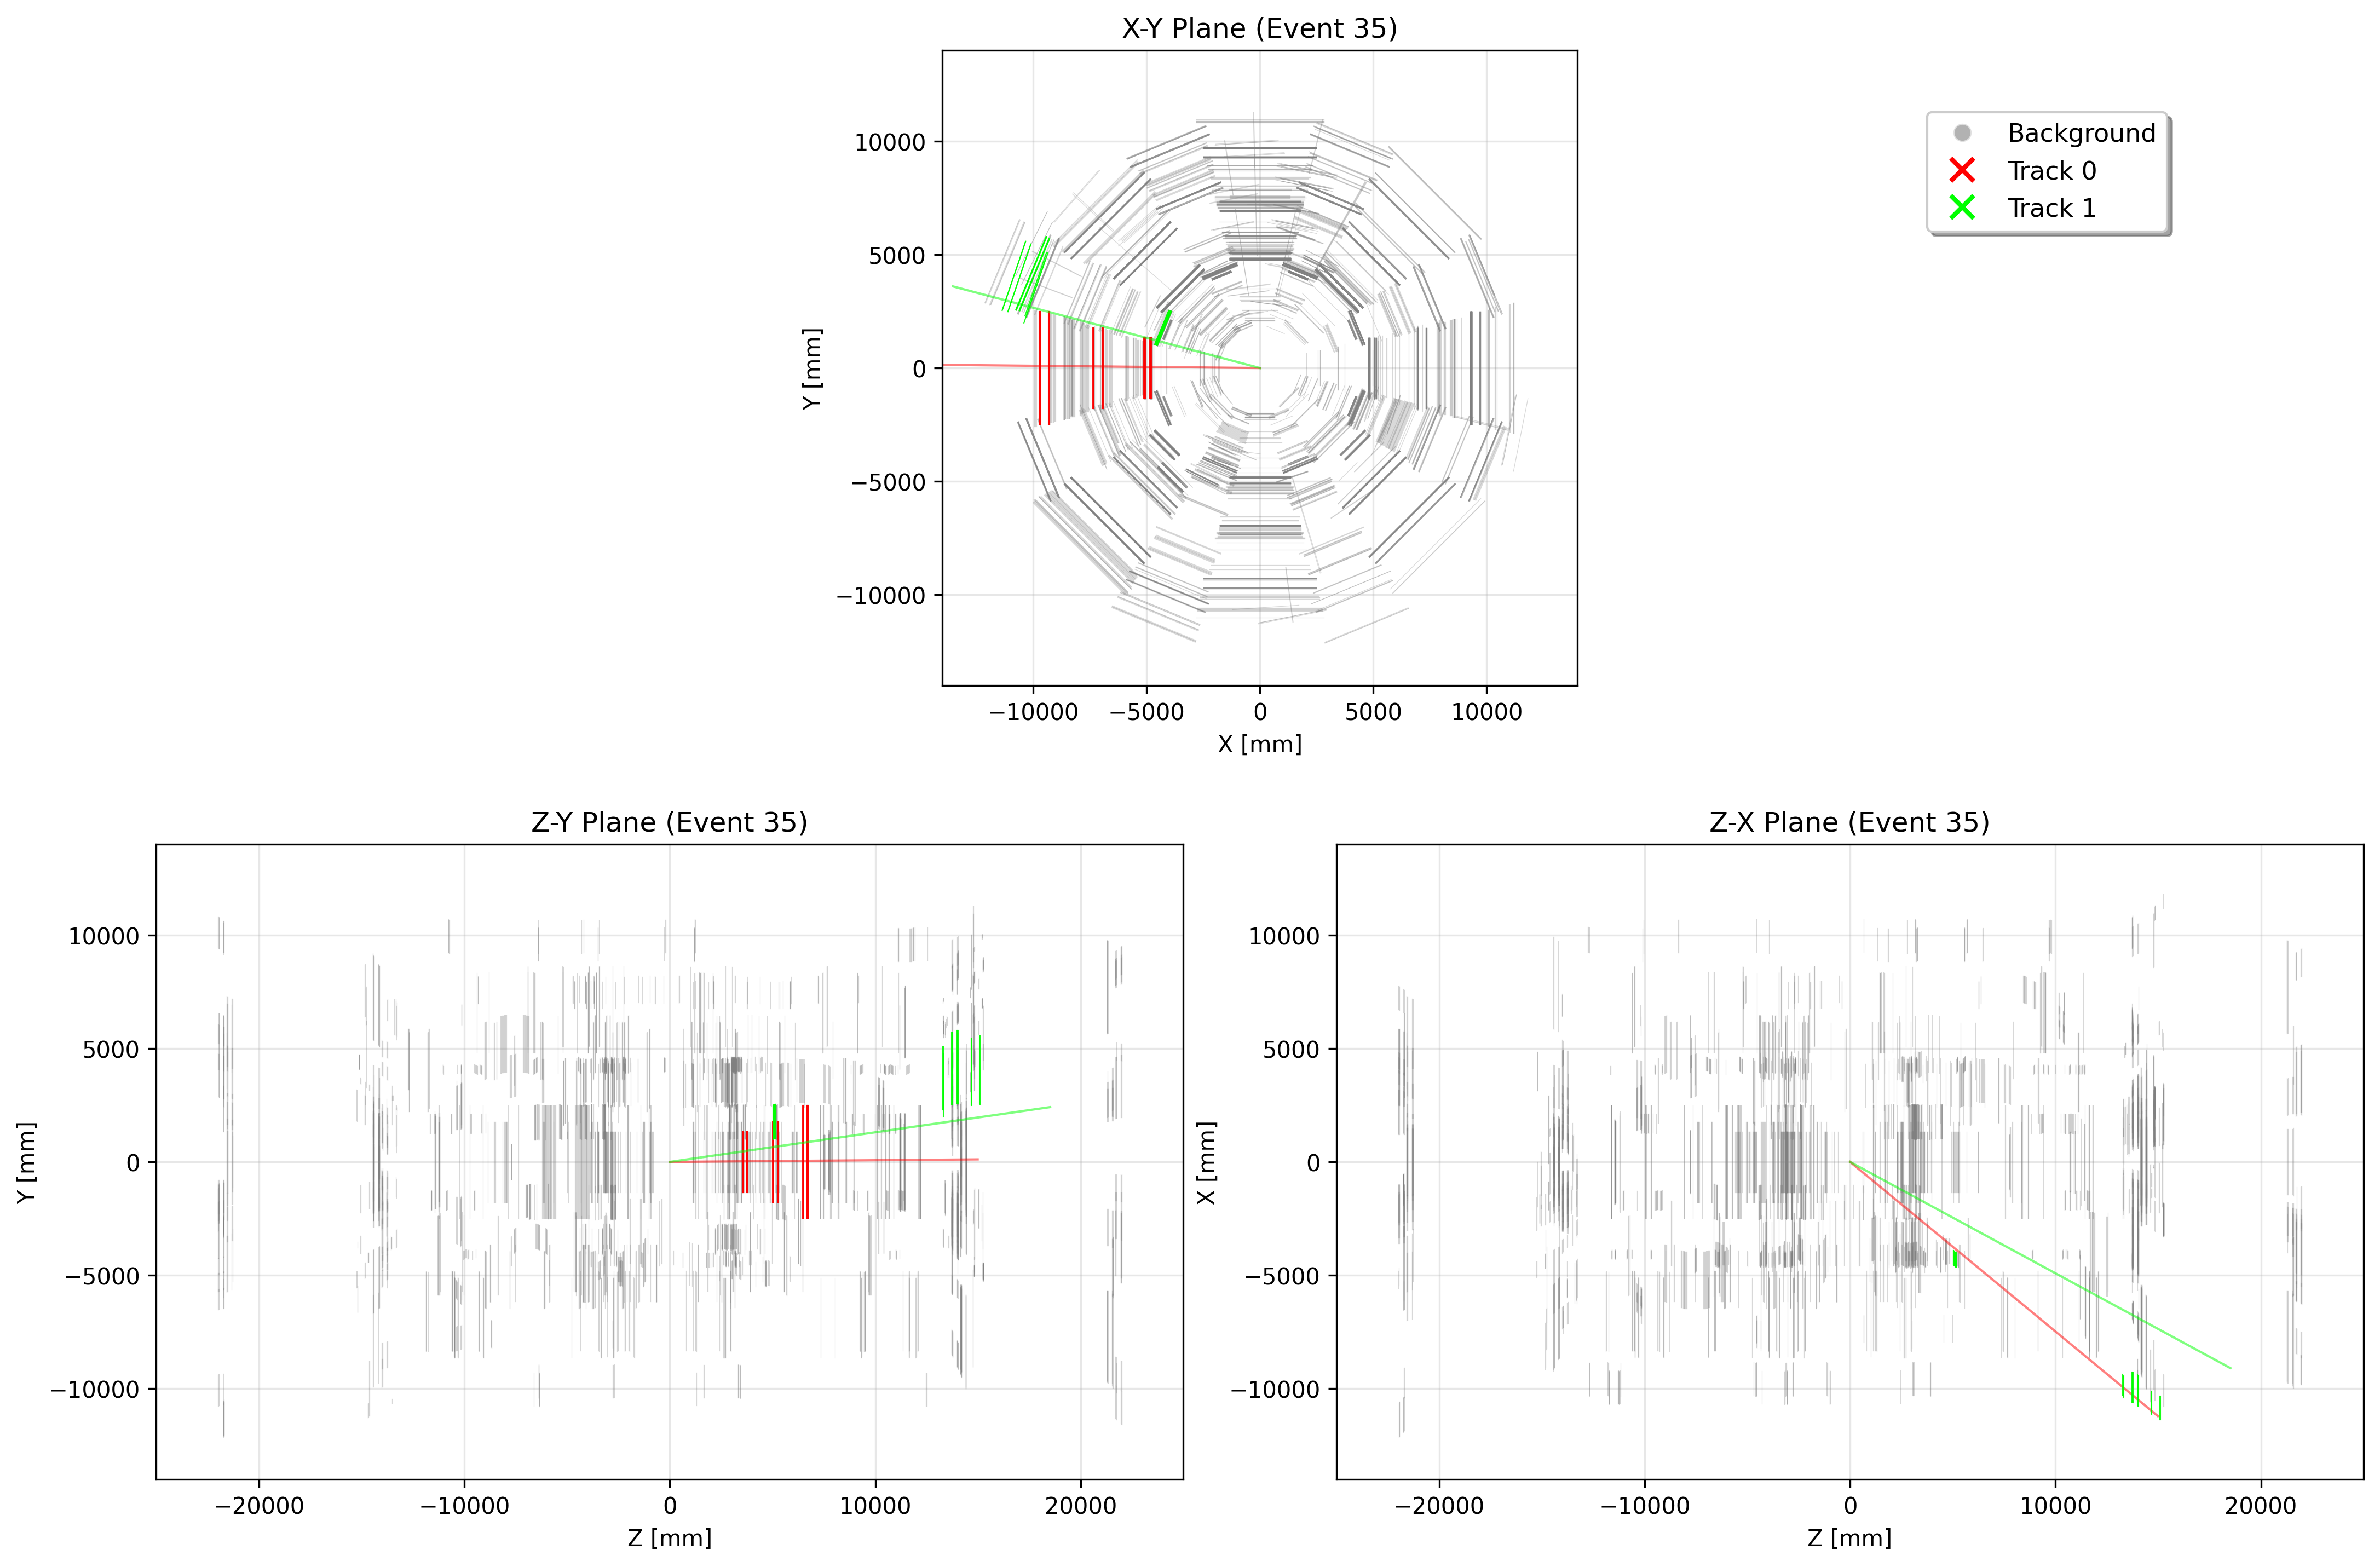 X-Y Plane (Event 35)
Y [mm]
10000
5000
0
−5000
−10000
−10000 −5000 0 5000 10000
X [mm]
Background
Track 0
Track 1
Z-Y Plane (Event 35)
Y [mm]
10000
5000
0
−5000
−10000
−20000 −10000 0 10000 20000
Z [mm]
Z-X Plane (Event 35)
X [mm]
10000
5000
0
−5000
−10000
−20000 −10000 0 10000 20000
Z [mm]